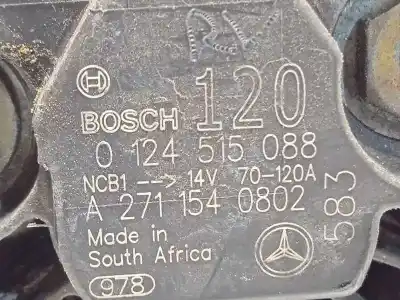 120
BOSCH
0 124 515 088
NCB1 --> 14V 70-120A
A 271 154 0802
Made in
South Africa
583
978